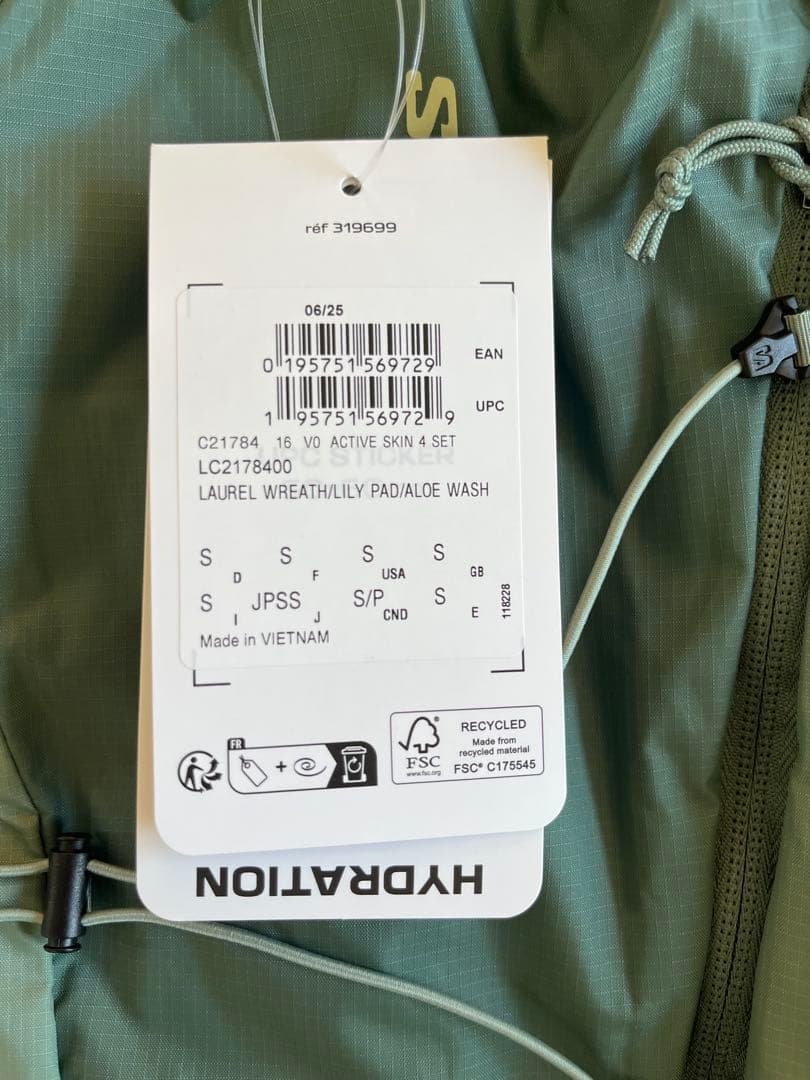 S
réf 319699
06/25
0 195751 569729 EAN
1 95751 56972 9 UPC
C21784 16 V0 ACTIVE SKIN 4 SET
UPC STICKER
LC2178400
LAUREL WREATH/LILY PAD/ALOE WASH
S D S F S USA S GB
S I JPSS J S/P CND S E
118228
Made in VIETNAM
FR
+
FSC
www.fsc.org
RECYCLED
Made from
recycled material
FSC® C175545
HYDRATION